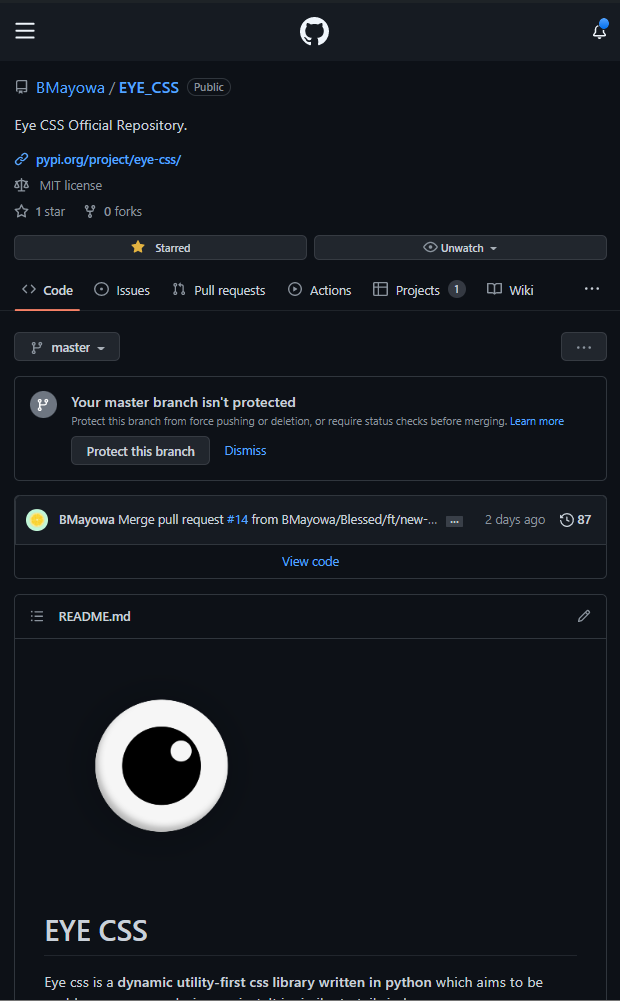 BMayowa / EYE_CSS Public
Eye CSS Official Repository.
pypi.org/project/eye-css/
MIT license
1 star 0 forks
Starred Unwatch
Code Issues Pull requests Actions Projects 1 Wiki ...
master ...
Your master branch isn't protected
Protect this branch from force pushing or deletion, or require status checks before merging. Learn more
Protect this branch Dismiss
BMayowa Merge pull request #14 from BMayowa/Blessed/ft/new-... ... 2 days ago 87
View code
README.md
EYE CSS
Eye css is a dynamic utility-first css library written in python which aims to be